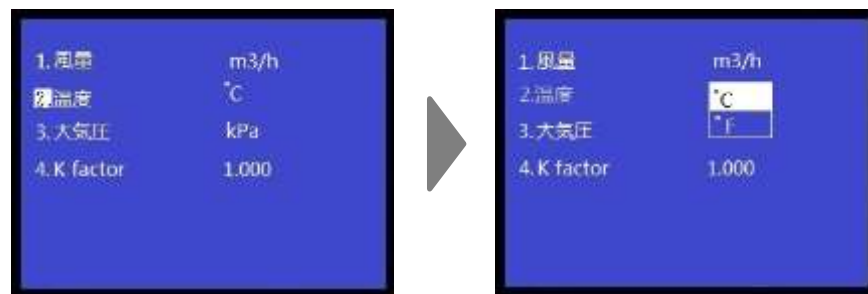 1.風量 m3/h
2.温度 ℃
3.大気圧 kPa
4.K factor 1.000
1.風量 m3/h
2.温度 ℃
℉
3.大気圧
4.K factor 1.000